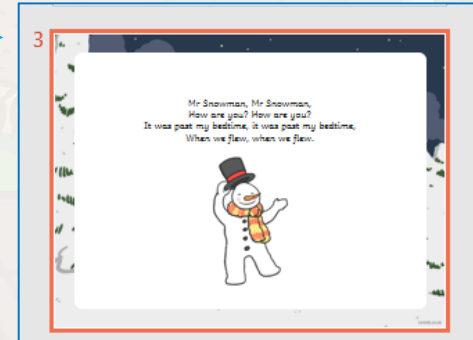 3
Mr Snowman, Mr Snowman,
How are you? How are you?
It was past my bedtime, it was past my bedtime,
When we flew, when we flew.